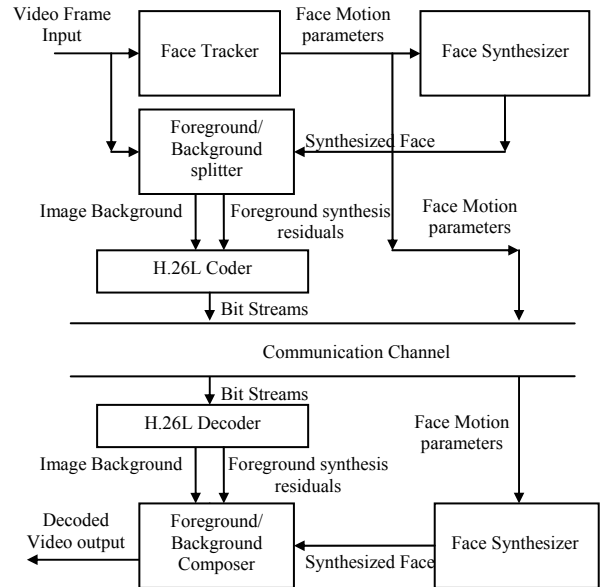 Video Frame
Input
Face Tracker
Face Motion
parameters
Face Synthesizer
Foreground/
Background
splitter
Synthesized Face
Image Background
Foreground synthesis
residuals
Face Motion
parameters
H.26L Coder
Bit Streams
Communication Channel
Bit Streams
H.26L Decoder
Face Motion
parameters
Image Background
Foreground synthesis
residuals
Decoded
Video output
Foreground/
Background
Composer
Synthesized Face
Face Synthesizer